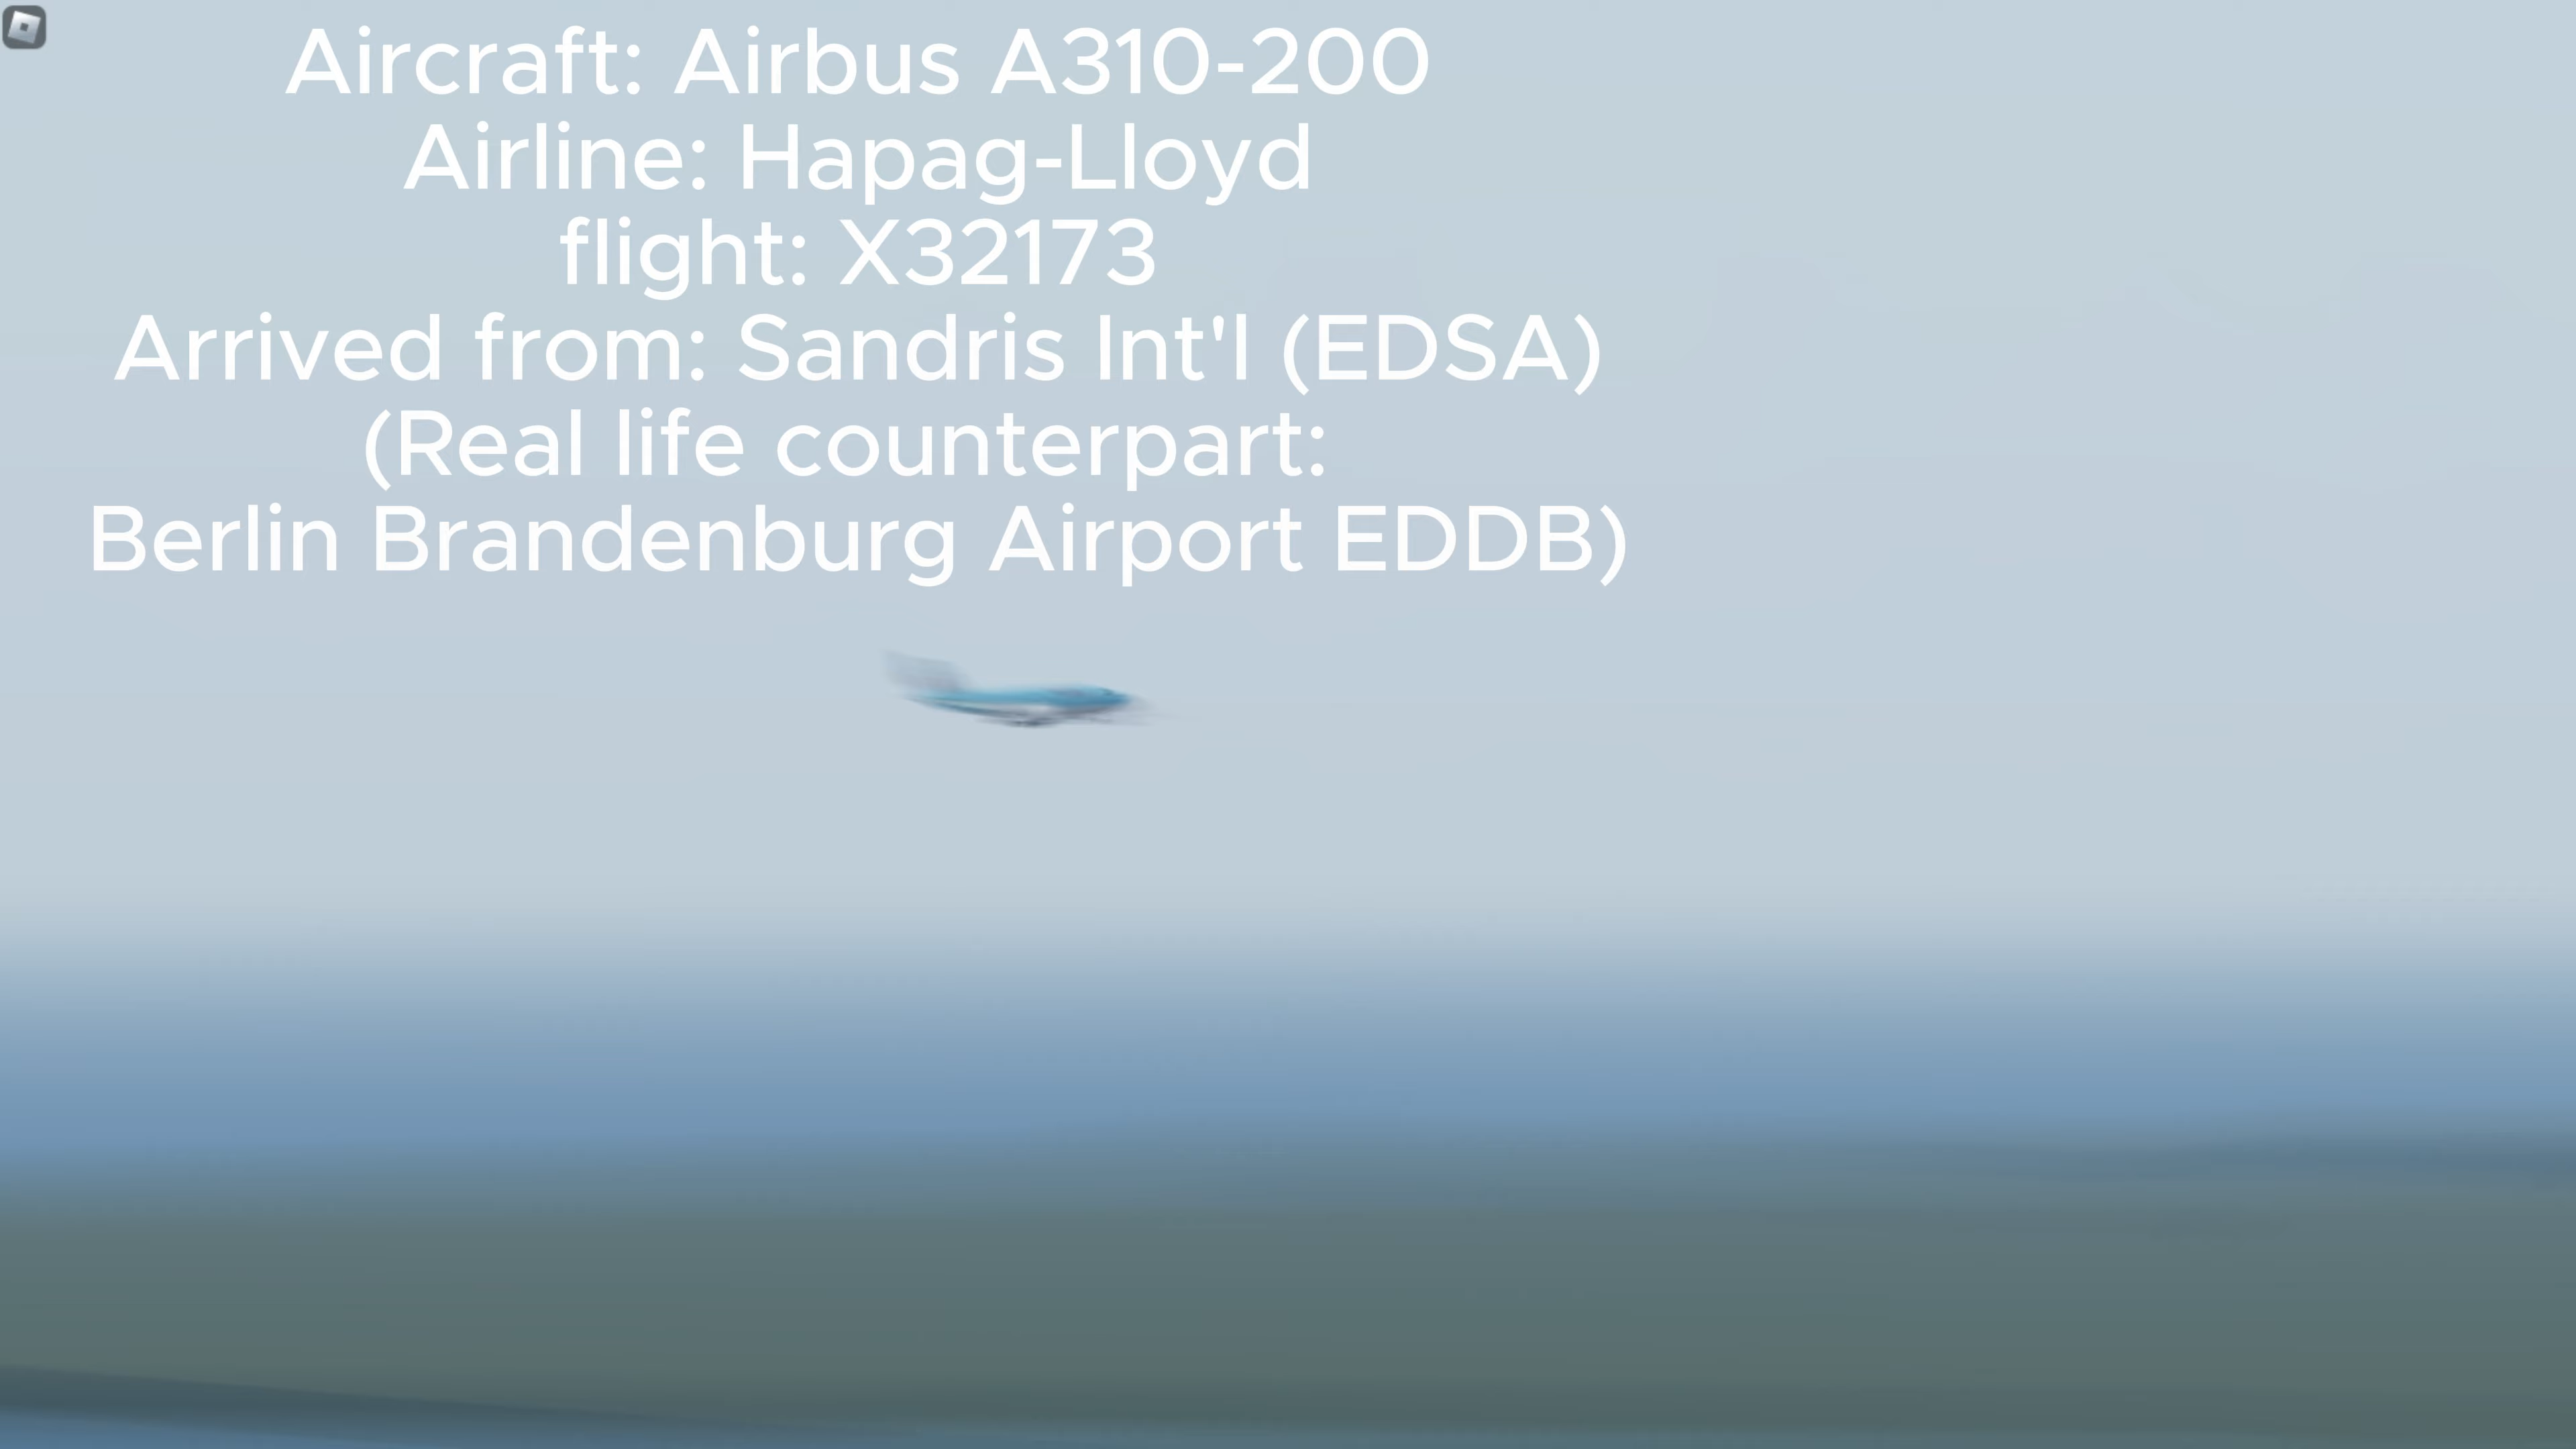 Aircraft: Airbus A310-200
Airline: Hapag-Lloyd
flight: X32173
Arrived from: Sandris Int'l (EDSA)
(Real life counterpart:
Berlin Brandenburg Airport EDDB)